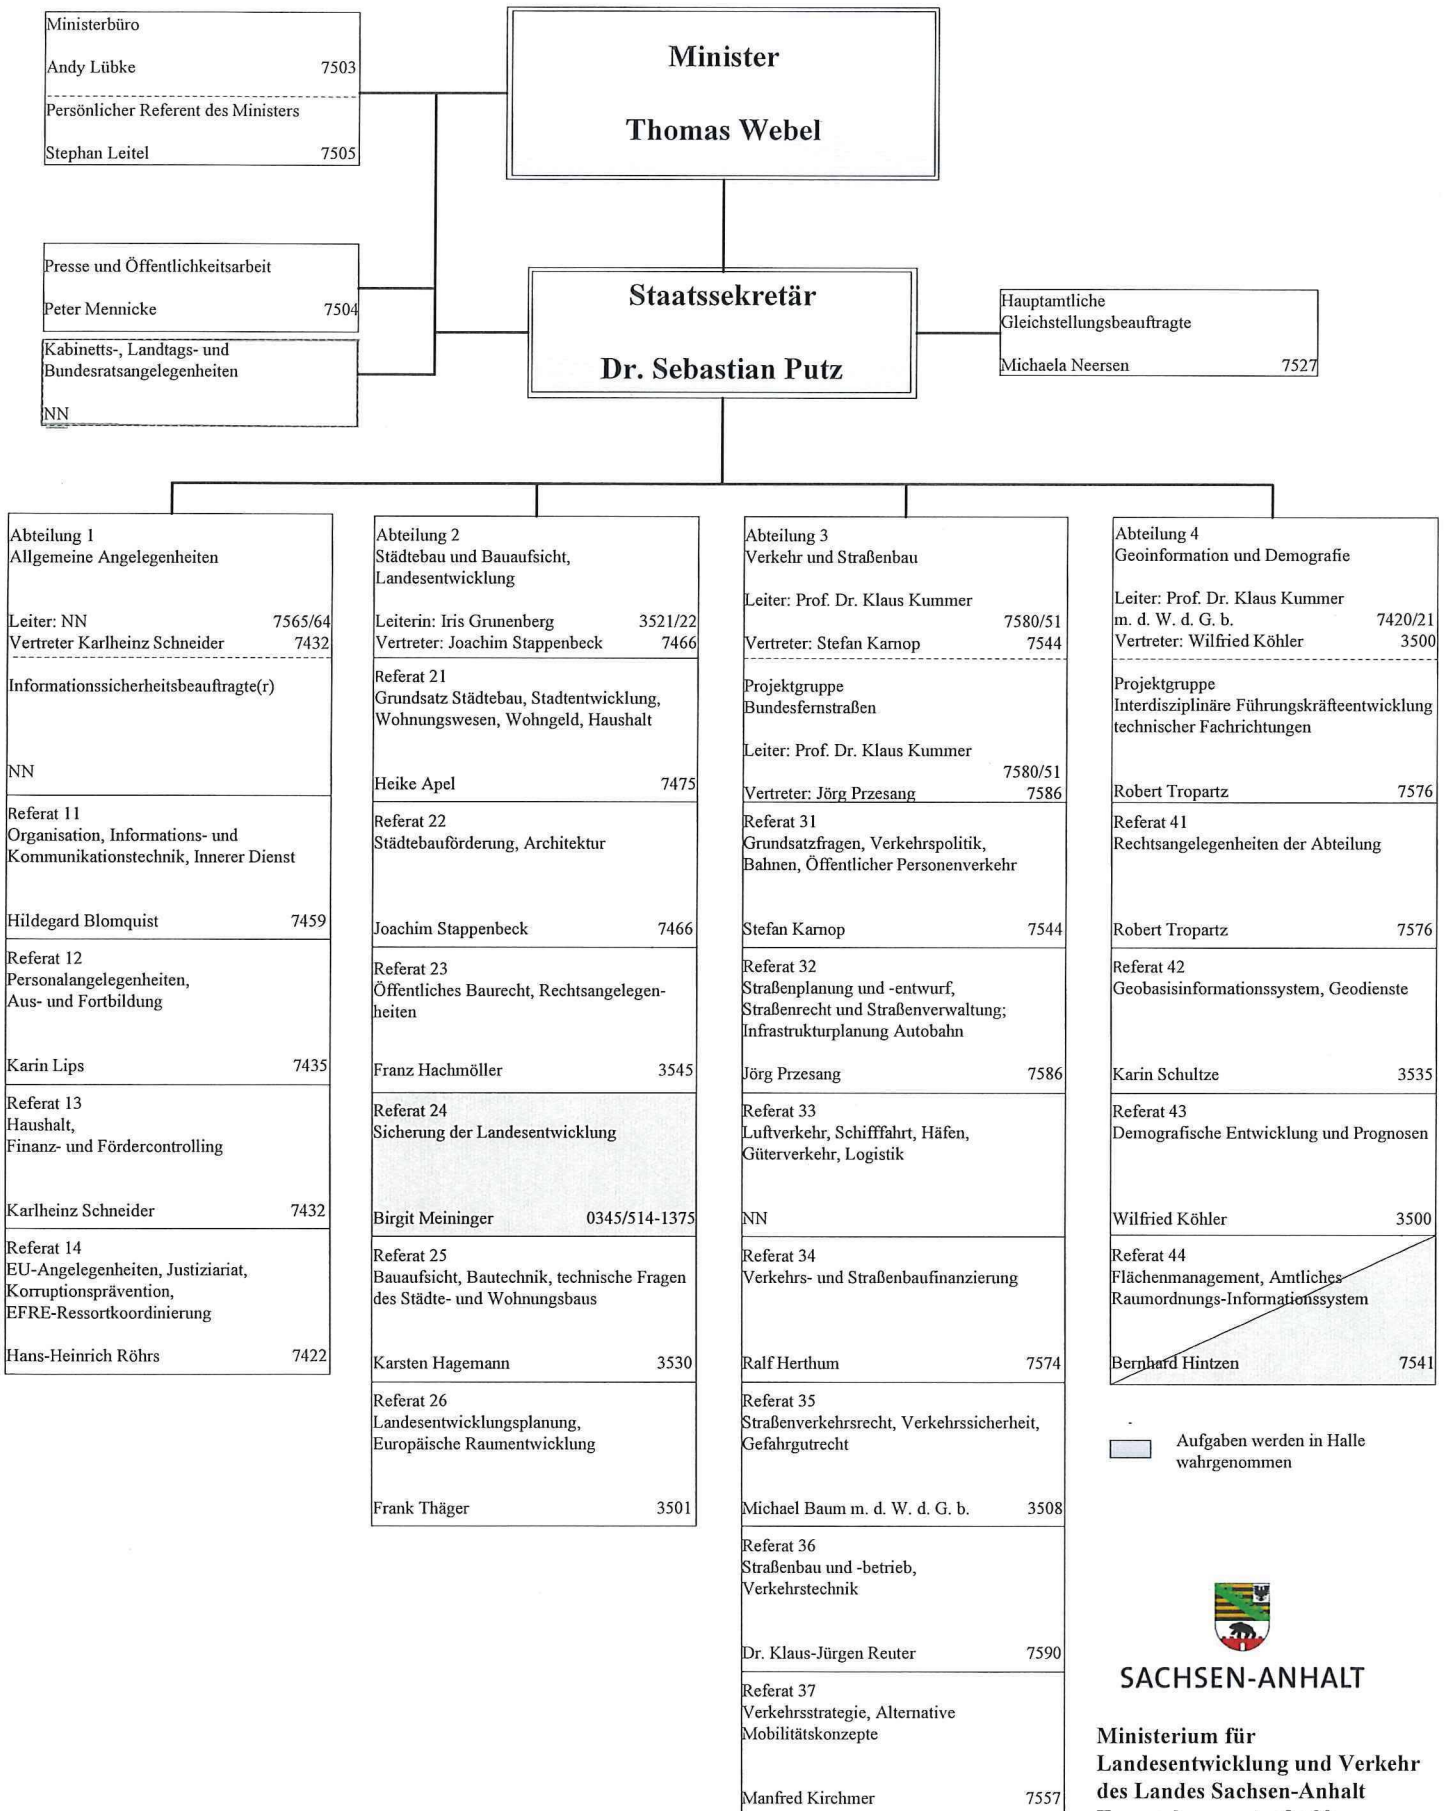 Ministerbüro
Andy Lübke 7503
Persönlicher Referent des Ministers
Stephan Leitel 7505
Minister
Thomas Webel
Presse und Öffentlichkeitsarbeit
Peter Mennicke 7504
Kabinetts-, Landtags- und
Bundesratsangelegenheiten
NN
Staatssekretär
Dr. Sebastian Putz
Hauptamtliche
Gleichstellungsbeauftragte
Michaela Neersen 7527
Abteilung 1
Allgemeine Angelegenheiten
Leiter: NN 7565/64
Vertreter Karlheinz Schneider 7432
Informationssicherheitsbeauftragte(r)
NN
Referat 11
Organisation, Informations- und
Kommunikationstechnik, Innerer Dienst
Hildegard Blomquist 7459
Referat 12
Personalangelegenheiten,
Aus- und Fortbildung
Karin Lips 7435
Referat 13
Haushalt,
Finanz- und Fördercontrolling
Karlheinz Schneider 7432
Referat 14
EU-Angelegenheiten, Justiziariat,
Korruptionsprävention,
EFRE-Ressortkoordinierung
Hans-Heinrich Röhrs 7422
Abteilung 2
Städtebau und Bauaufsicht,
Landesentwicklung
Leiterin: Iris Grunenberg 3521/22
Vertreter: Joachim Stappenbeck 7466
Referat 21
Grundsatz Städtebau, Stadtentwicklung,
Wohnungswesen, Wohngeld, Haushalt
Heike Apel 7475
Referat 22
Städtebauförderung, Architektur
Joachim Stappenbeck 7466
Referat 23
Öffentliches Baurecht, Rechtsangelegen-
heiten
Franz Hachmöller 3545
Referat 24
Sicherung der Landesentwicklung
Birgit Meininger 0345/514-1375
Referat 25
Bauaufsicht, Bautechnik, technische Fragen
des Städte- und Wohnungsbaus
Karsten Hagemann 3530
Referat 26
Landesentwicklungsplanung,
Europäische Raumentwicklung
Frank Thäger 3501
Abteilung 3
Verkehr und Straßenbau
Leiter: Prof. Dr. Klaus Kummer
7580/51
Vertreter: Stefan Karnop 7544
Projektgruppe
Bundesfernstraßen
Leiter: Prof. Dr. Klaus Kummer
7580/51
Vertreter: Jörg Przesang 7586
Referat 31
Grundsatzfragen, Verkehrspolitik,
Bahnen, Öffentlicher Personenverkehr
Stefan Karnop 7544
Referat 32
Straßenplanung und -entwurf,
Straßenrecht und Straßenverwaltung;
Infrastrukturplanung Autobahn
Jörg Przesang 7586
Referat 33
Luftverkehr, Schifffahrt, Häfen,
Güterverkehr, Logistik
NN
Referat 34
Verkehrs- und Straßenbaufinanzierung
Ralf Herthum 7574
Referat 35
Straßenverkehrsrecht, Verkehrssicherheit,
Gefahrgutrecht
Michael Baum m. d. W. d. G. b. 3508
Referat 36
Straßenbau und -betrieb,
Verkehrstechnik
Dr. Klaus-Jürgen Reuter 7590
Referat 37
Verkehrsstrategie, Alternative
Mobilitätskonzepte
Manfred Kirchmer 7557
Abteilung 4
Geoinformation und Demografie
Leiter: Prof. Dr. Klaus Kummer
m. d. W. d. G. b. 7420/21
Vertreter: Wilfried Köhler 3500
Projektgruppe
Interdisziplinäre Führungskräfteentwicklung
technischer Fachrichtungen
Robert Tropartz 7576
Referat 41
Rechtsangelegenheiten der Abteilung
Robert Tropartz 7576
Referat 42
Geobasisinformationssystem, Geodienste
Karin Schultze 3535
Referat 43
Demografische Entwicklung und Prognosen
Wilfried Köhler 3500
Referat 44
Flächenmanagement, Amtliches
Raumordnungs-Informationssystem
Bernhard Hintzen 7541
Aufgaben werden in Halle
wahrgenommen
SACHSEN-ANHALT
Ministerium für
Landesentwicklung und Verkehr
des Landes Sachsen-Anhalt